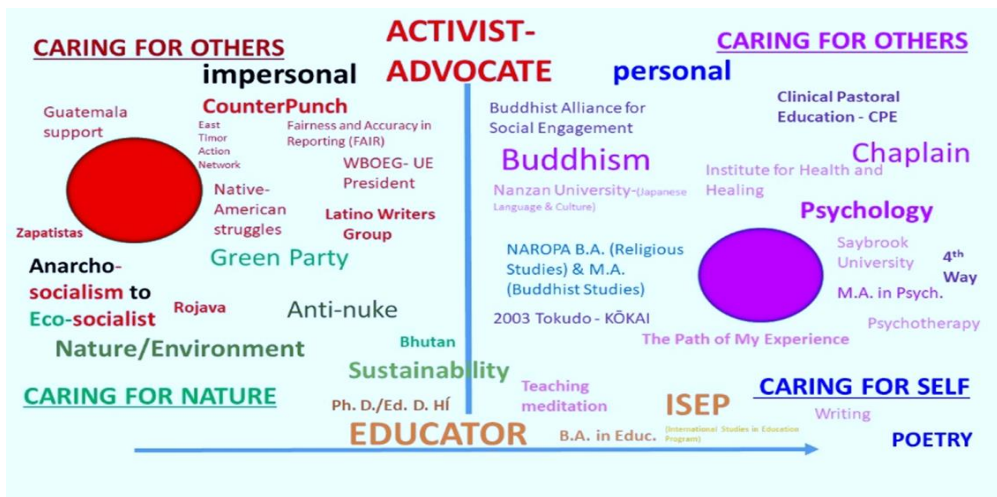 ACTIVIST-
ADVOCATE
CARING FOR OTHERS
impersonal
CounterPunch
Guatemala
support
East
Timor
Action
Network
Fairness and Accuracy in
Reporting (FAIR)
WBOEG- UE
President
Native-
American
struggles
Latino Writers
Group
Zapatistas
Green Party
Anarcho-
socialism to
Eco-socialist
Rojava
Anti-nuke
Nature/Environment
Bhutan
Sustainability
CARING FOR NATURE
Ph. D./Ed. D. HÍ
EDUCATOR
CARING FOR OTHERS
personal
Buddhist Alliance for
Social Engagement
Clinical Pastoral
Education - CPE
Buddhism
Chaplain
Institute for Health and
Healing
Nanzan University-(Japanese
Language & Culture)
Psychology
NAROPA B.A. (Religious
Studies) & M.A.
(Buddhist Studies)
Saybrook
University
4th
Way
M.A. in Psych.
2003 Tokudo - KŌKAI
Psychotherapy
The Path of My Experience
Teaching
meditation
CARING FOR SELF
ISEP
Writing
B.A. in Educ.
(International Studies in Education
Program)
POETRY